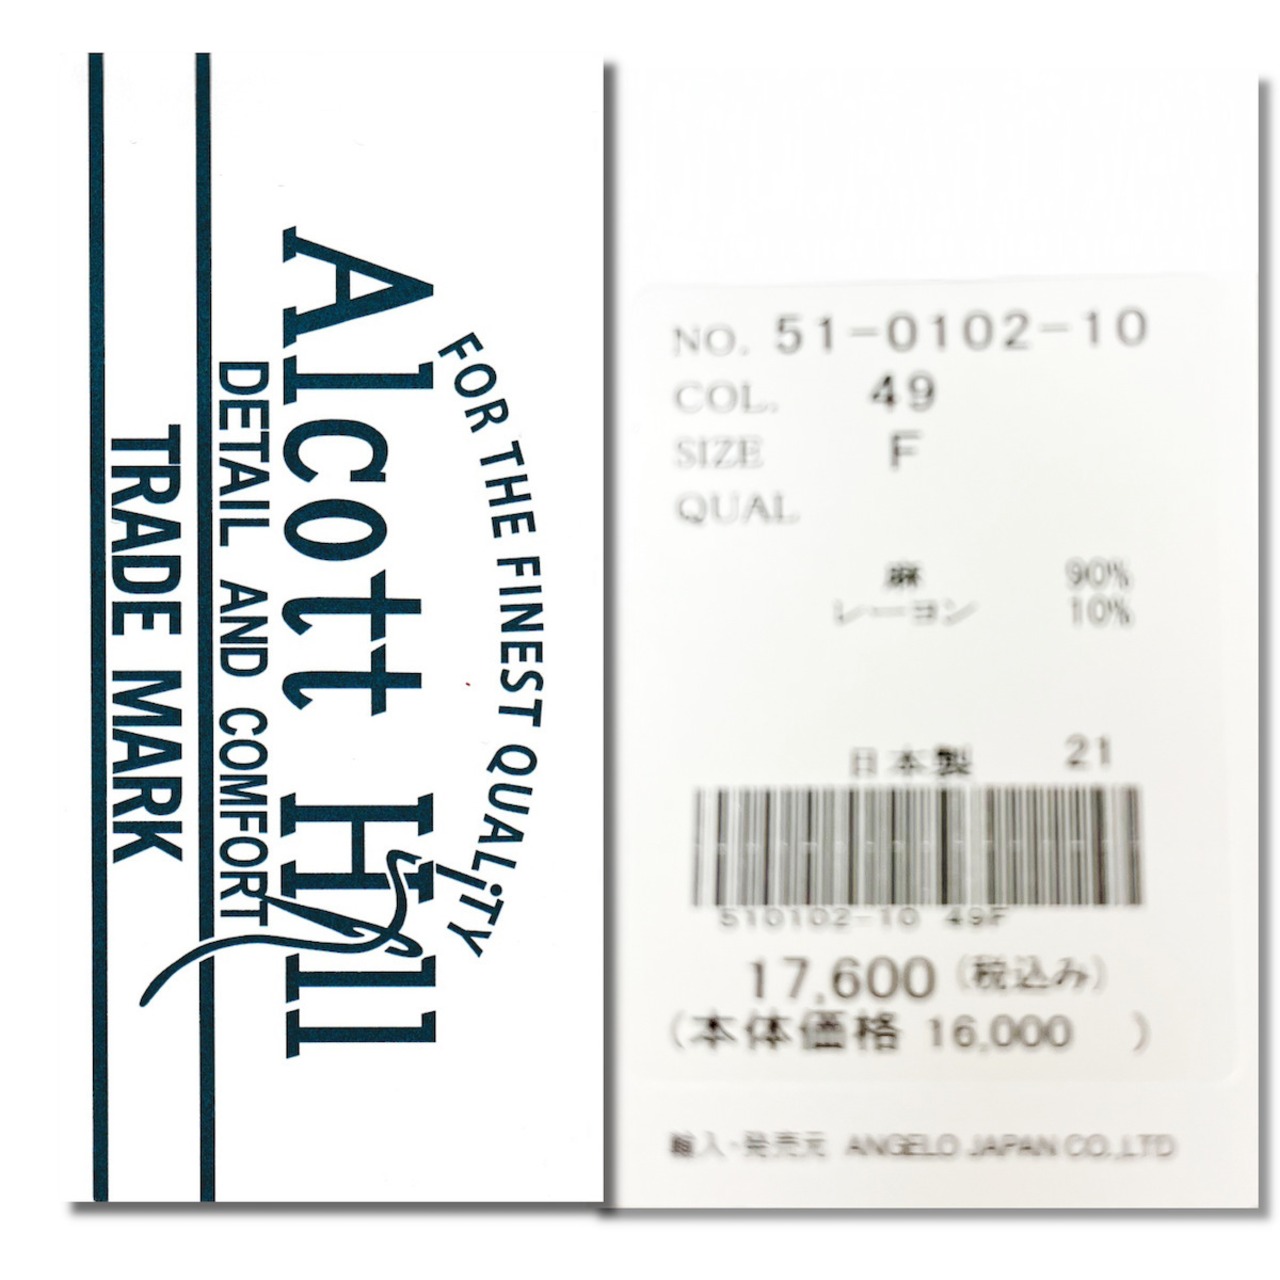 FOR THE FINEST QUALITY
Alcott Hill
DETAIL AND COMFORT
TRADE MARK
NO. 51-0102-10
COL. 49
SIZE F
QUAL
麻 90%
レーヨン 10%
日本製 21
510102-10 49F
17,600 (税込み)
(本体価格 16,000 )
輸入・発売元 ANGELO JAPAN CO.,LTD